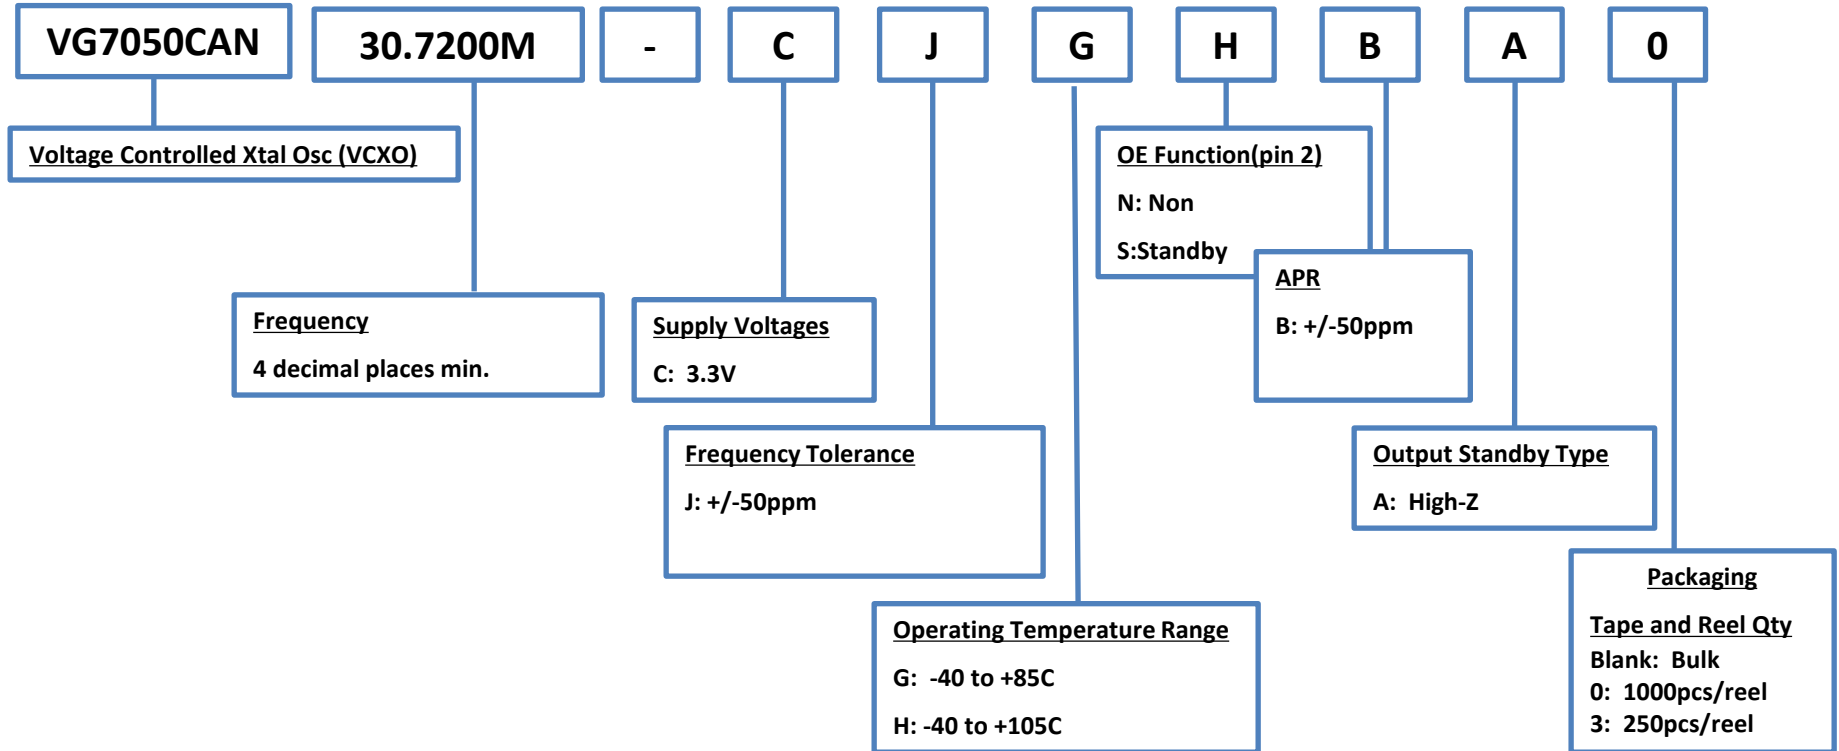 VG7050CAN 30.7200M - C J G H B A 0
Voltage Controlled Xtal Osc (VCXO)
OE Function(pin 2)
N: Non
S:Standby
APR
B: +/-50ppm
Frequency
4 decimal places min.
Supply Voltages
C: 3.3V
Frequency Tolerance
J: +/-50ppm
Output Standby Type
A: High-Z
Operating Temperature Range
G: -40 to +85C
H: -40 to +105C
Packaging
Tape and Reel Qty
Blank: Bulk
0: 1000pcs/reel
3: 250pcs/reel